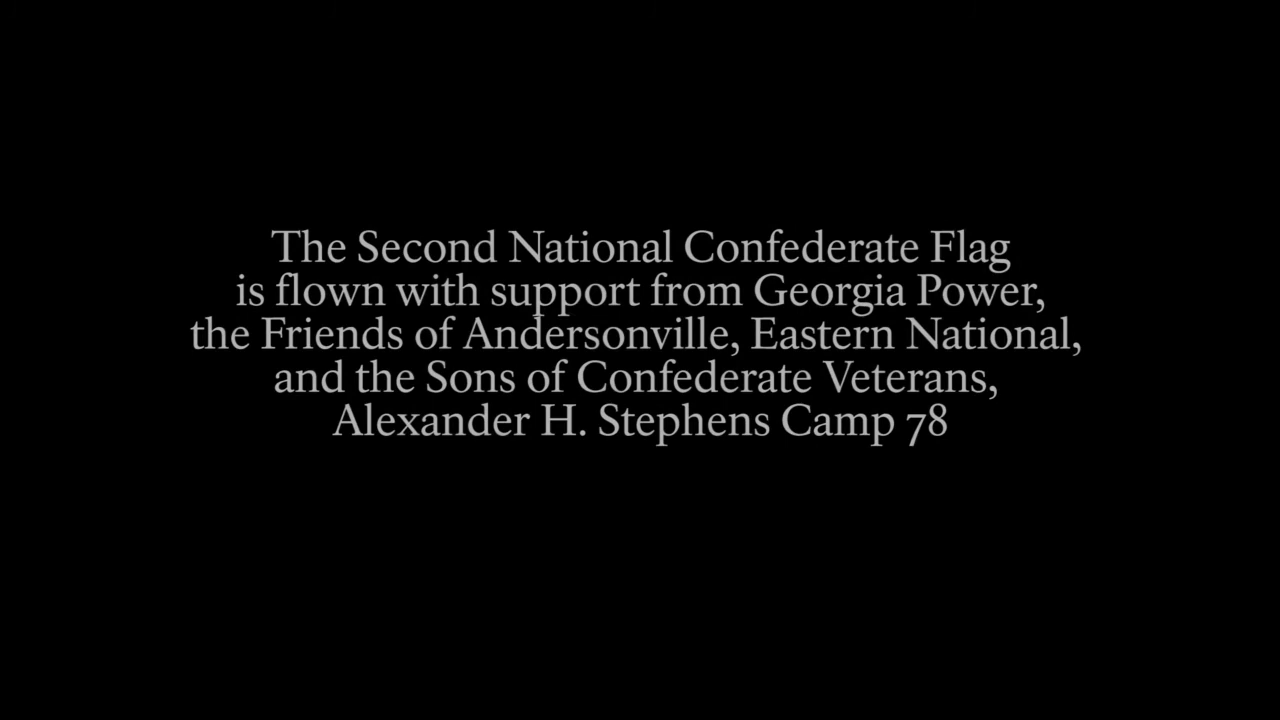 The Second National Confederate Flag
is flown with support from Georgia Power,
the Friends of Andersonville, Eastern National,
and the Sons of Confederate Veterans,
Alexander H. Stephens Camp 78